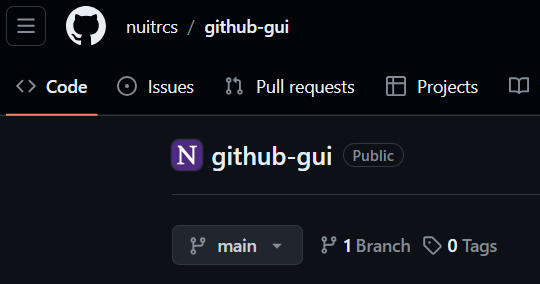 nuitrcs / github-gui
Code Issues Pull requests Projects
N github-gui Public
main 1 Branch 0 Tags